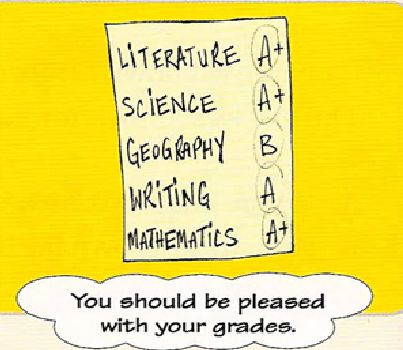 LITERATURE A+
SCIENCE A+
GEOGRAPHY B
WRITING A
MATHEMATICS A+
You should be pleased
with your grades.